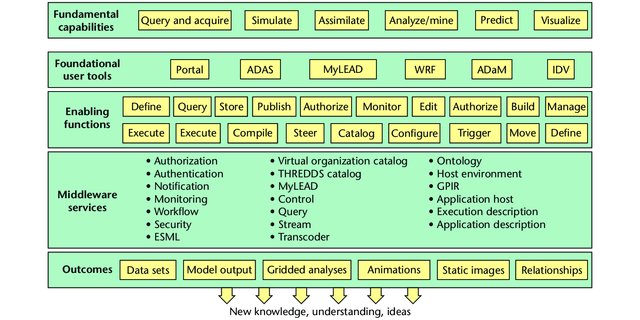 Fundamental capabilities
Query and acquire Simulate Assimilate Analyze/mine Predict Visualize
Foundational user tools
Portal ADAS MyLEAD WRF ADaM IDV
Enabling functions
Define Query Store Publish Authorize Monitor Edit Authorize Build Manage
Execute Execute Compile Steer Catalog Configure Trigger Move Define
Middleware services
• Authorization
• Authentication
• Notification
• Monitoring
• Workflow
• Security
• ESML
• Virtual organization catalog
• THREDDS catalog
• MyLEAD
• Control
• Query
• Stream
• Transcoder
• Ontology
• Host environment
• GPIR
• Application host
• Execution description
• Application description
Outcomes
Data sets Model output Gridded analyses Animations Static images Relationships
New knowledge, understanding, ideas